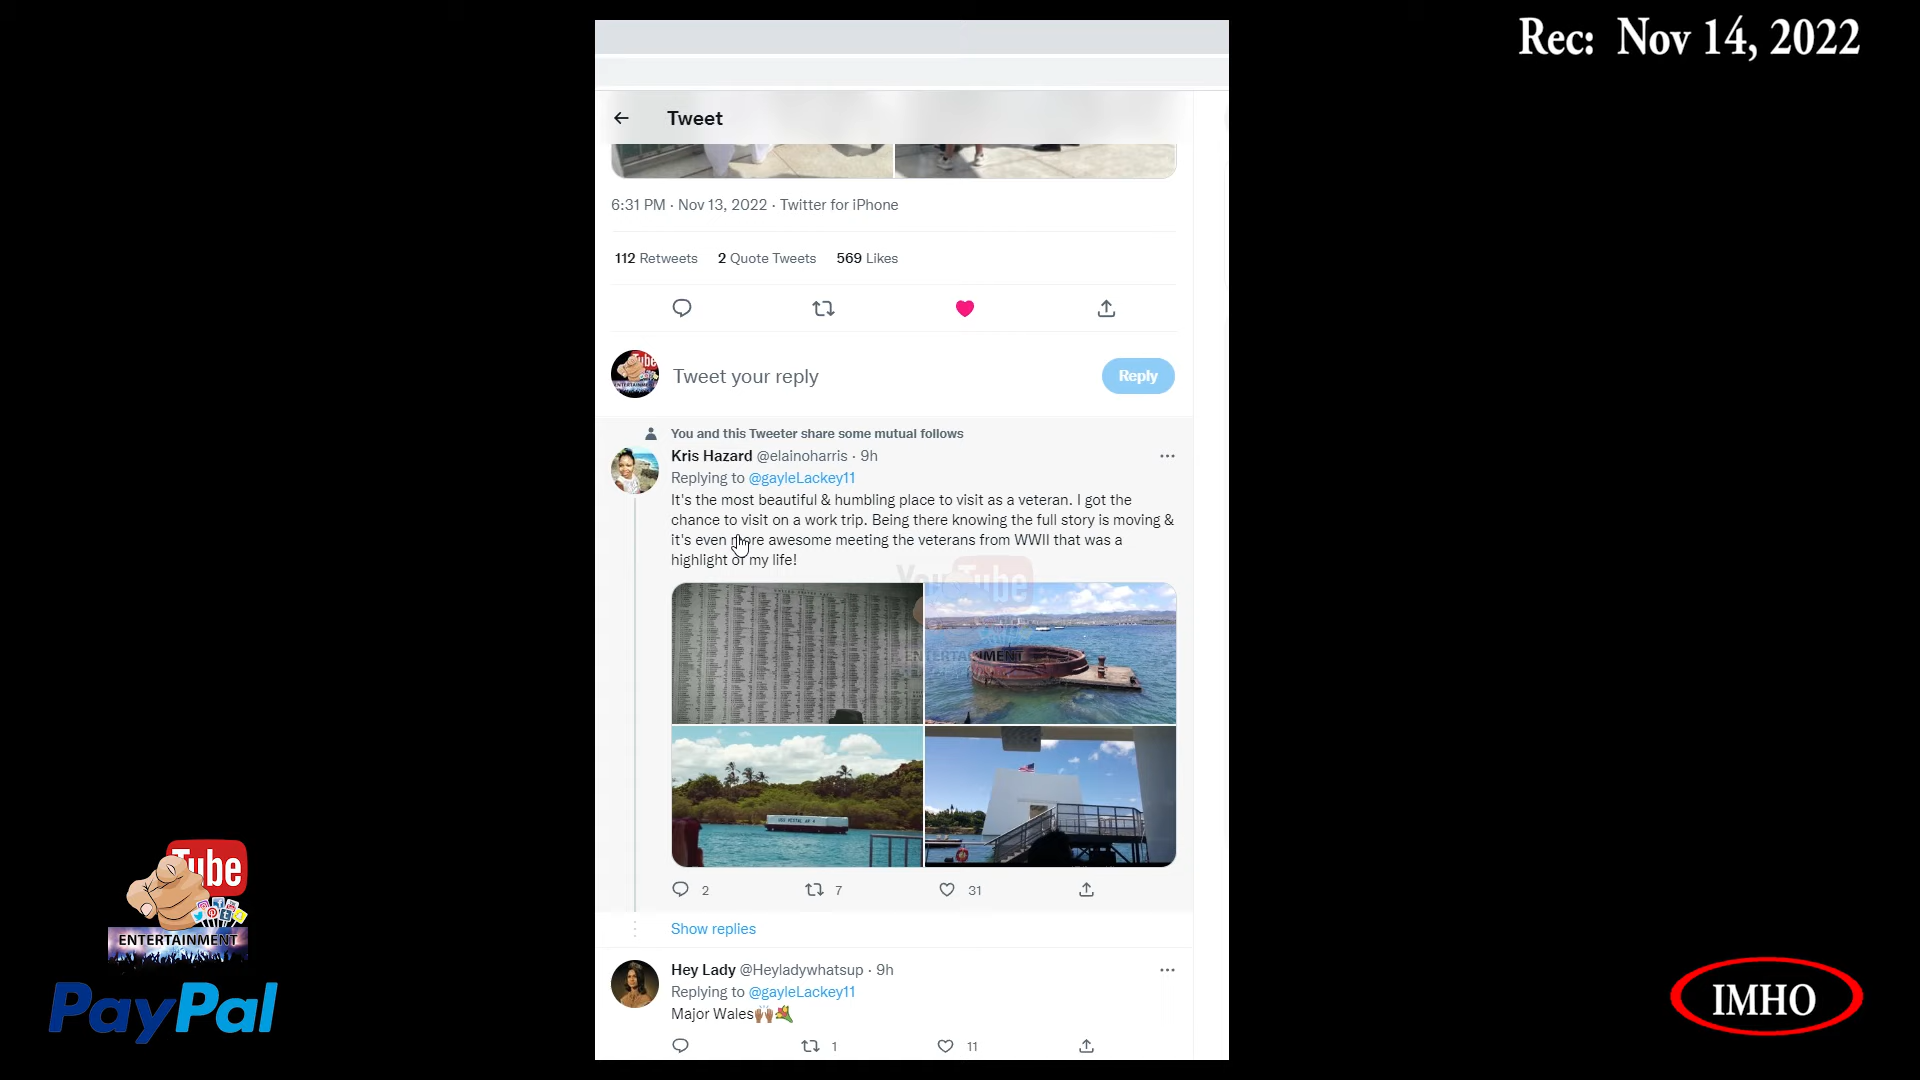 Rec: Nov 14, 2022
Tweet
6:31 PM · Nov 13, 2022 · Twitter for iPhone
112 Retweets 2 Quote Tweets 569 Likes
Tweet your reply
Reply
You and this Tweeter share some mutual follows
Kris Hazard @elainoharris · 9h
Replying to @gayleLackey11
It's the most beautiful & humbling place to visit as a veteran. I got the
chance to visit on a work trip. Being there knowing the full story is moving &
it's even more awesome meeting the veterans from WWII that was a
highlight of my life!
YouTube
ENTERTAINMENT
2 7 31
Show replies
Hey Lady @Heyladywhatsup · 9h
Replying to @gayleLackey11
Major Wales🙌🏽💐
1 11
Tube
ENTERTAINMENT
PayPal
IMHO